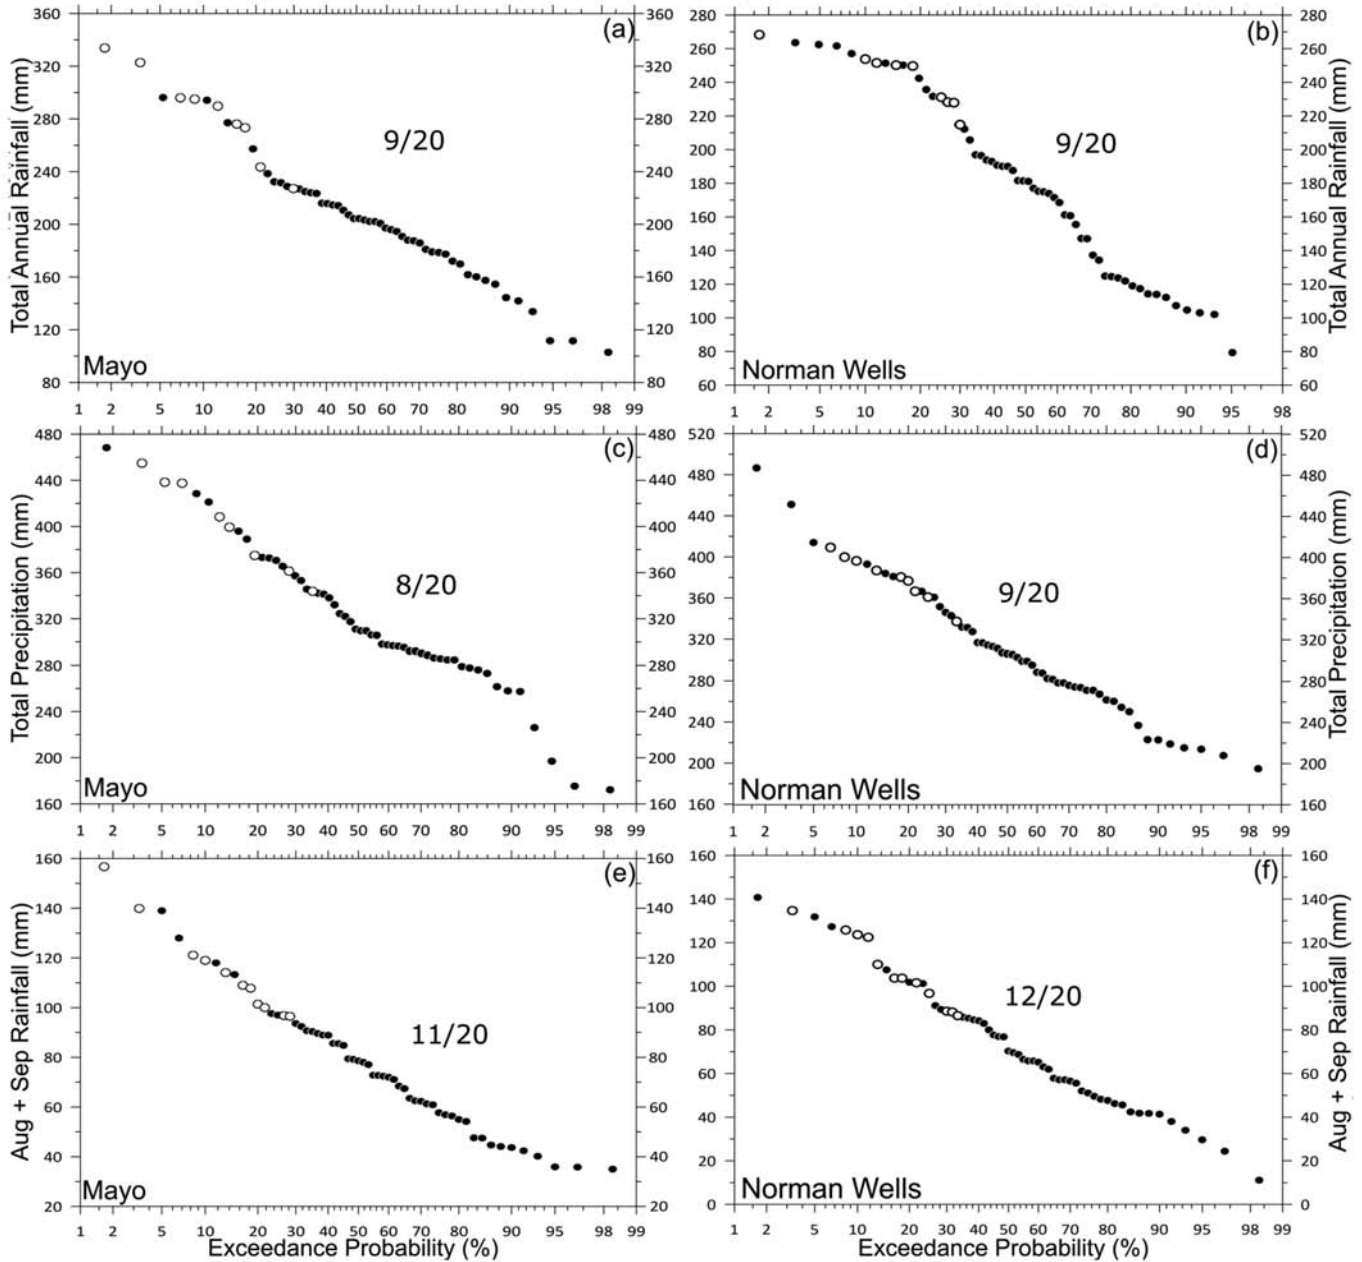 (a)
360 360
320 320
280 280
240 240
200 200
160 160
120 120
80 80
Total Annual Rainfall (mm)
9/20
Mayo
Total Annual Rainfall (mm)
1 2 5 10 20 30 40 50 60 70 80 90 95 98 99
(b)
280 280
260 260
240 240
220 220
200 200
180 180
160 160
140 140
120 120
100 100
80 80
60 60
9/20
Norman Wells
Total Annual Rainfall (mm)
1 2 5 10 20 30 40 50 60 70 80 90 95 98 99
(c)
480 480
440 440
400 400
360 360
320 320
280 280
240 240
200 200
160 160
Total Precipitation (mm)
8/20
Mayo
1 2 5 10 20 30 40 50 60 70 80 90 95 98 99
(d)
520 520
480 480
440 440
400 400
360 360
320 320
280 280
240 240
200 200
160 160
9/20
Norman Wells
Total Precipitation (mm)
1 2 5 10 20 30 40 50 60 70 80 90 95 98 99
(e)
160 160
140 140
120 120
100 100
80 80
60 60
40 40
20 20
Aug + Sep Rainfall (mm)
11/20
Mayo
1 2 5 10 20 30 40 50 60 70 80 90 95 98 99
Exceedance Probability (%)
(f)
160 160
140 140
120 120
100 100
80 80
60 60
40 40
20 20
0 0
12/20
Norman Wells
Aug + Sep Rainfall (mm)
1 2 5 10 20 30 40 50 60 70 80 90 95 98 99
Exceedance Probability (%)